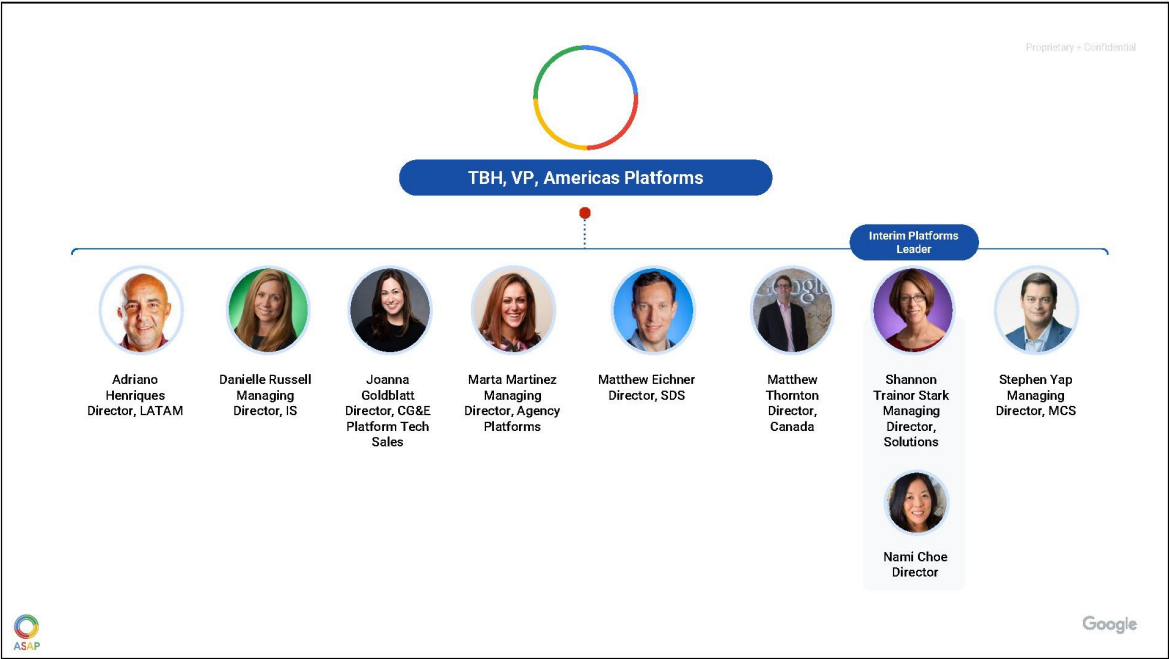 Proprietary + Confidential
TBH, VP, Americas Platforms
Interim Platforms
Leader
Google
Adriano
Henriques
Director, LATAM
Danielle Russell
Managing
Director, IS
Joanna
Goldblatt
Director, CG&E
Platform Tech
Sales
Marta Martinez
Managing
Director, Agency
Platforms
Matthew Eichner
Director, SDS
Matthew
Thornton
Director,
Canada
Shannon
Trainor Stark
Managing
Director,
Solutions
Stephen Yap
Managing
Director, MCS
Nami Choe
Director
ASAP
Google